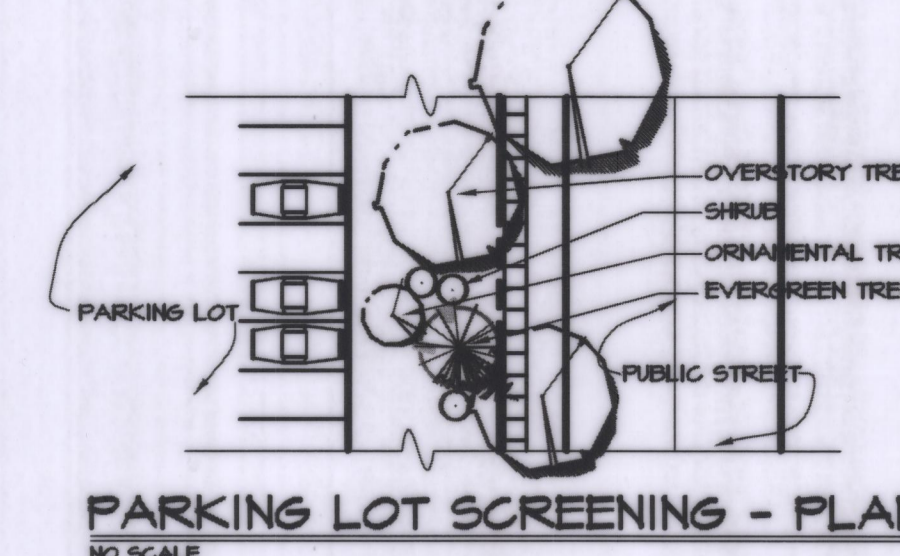 OVERSTORY TRE
SHRUB
ORNAMENTAL TR
EVERGREEN TRE
PARKING LOT
PUBLIC STREET
PARKING LOT SCREENING - PLA
NO SCALE